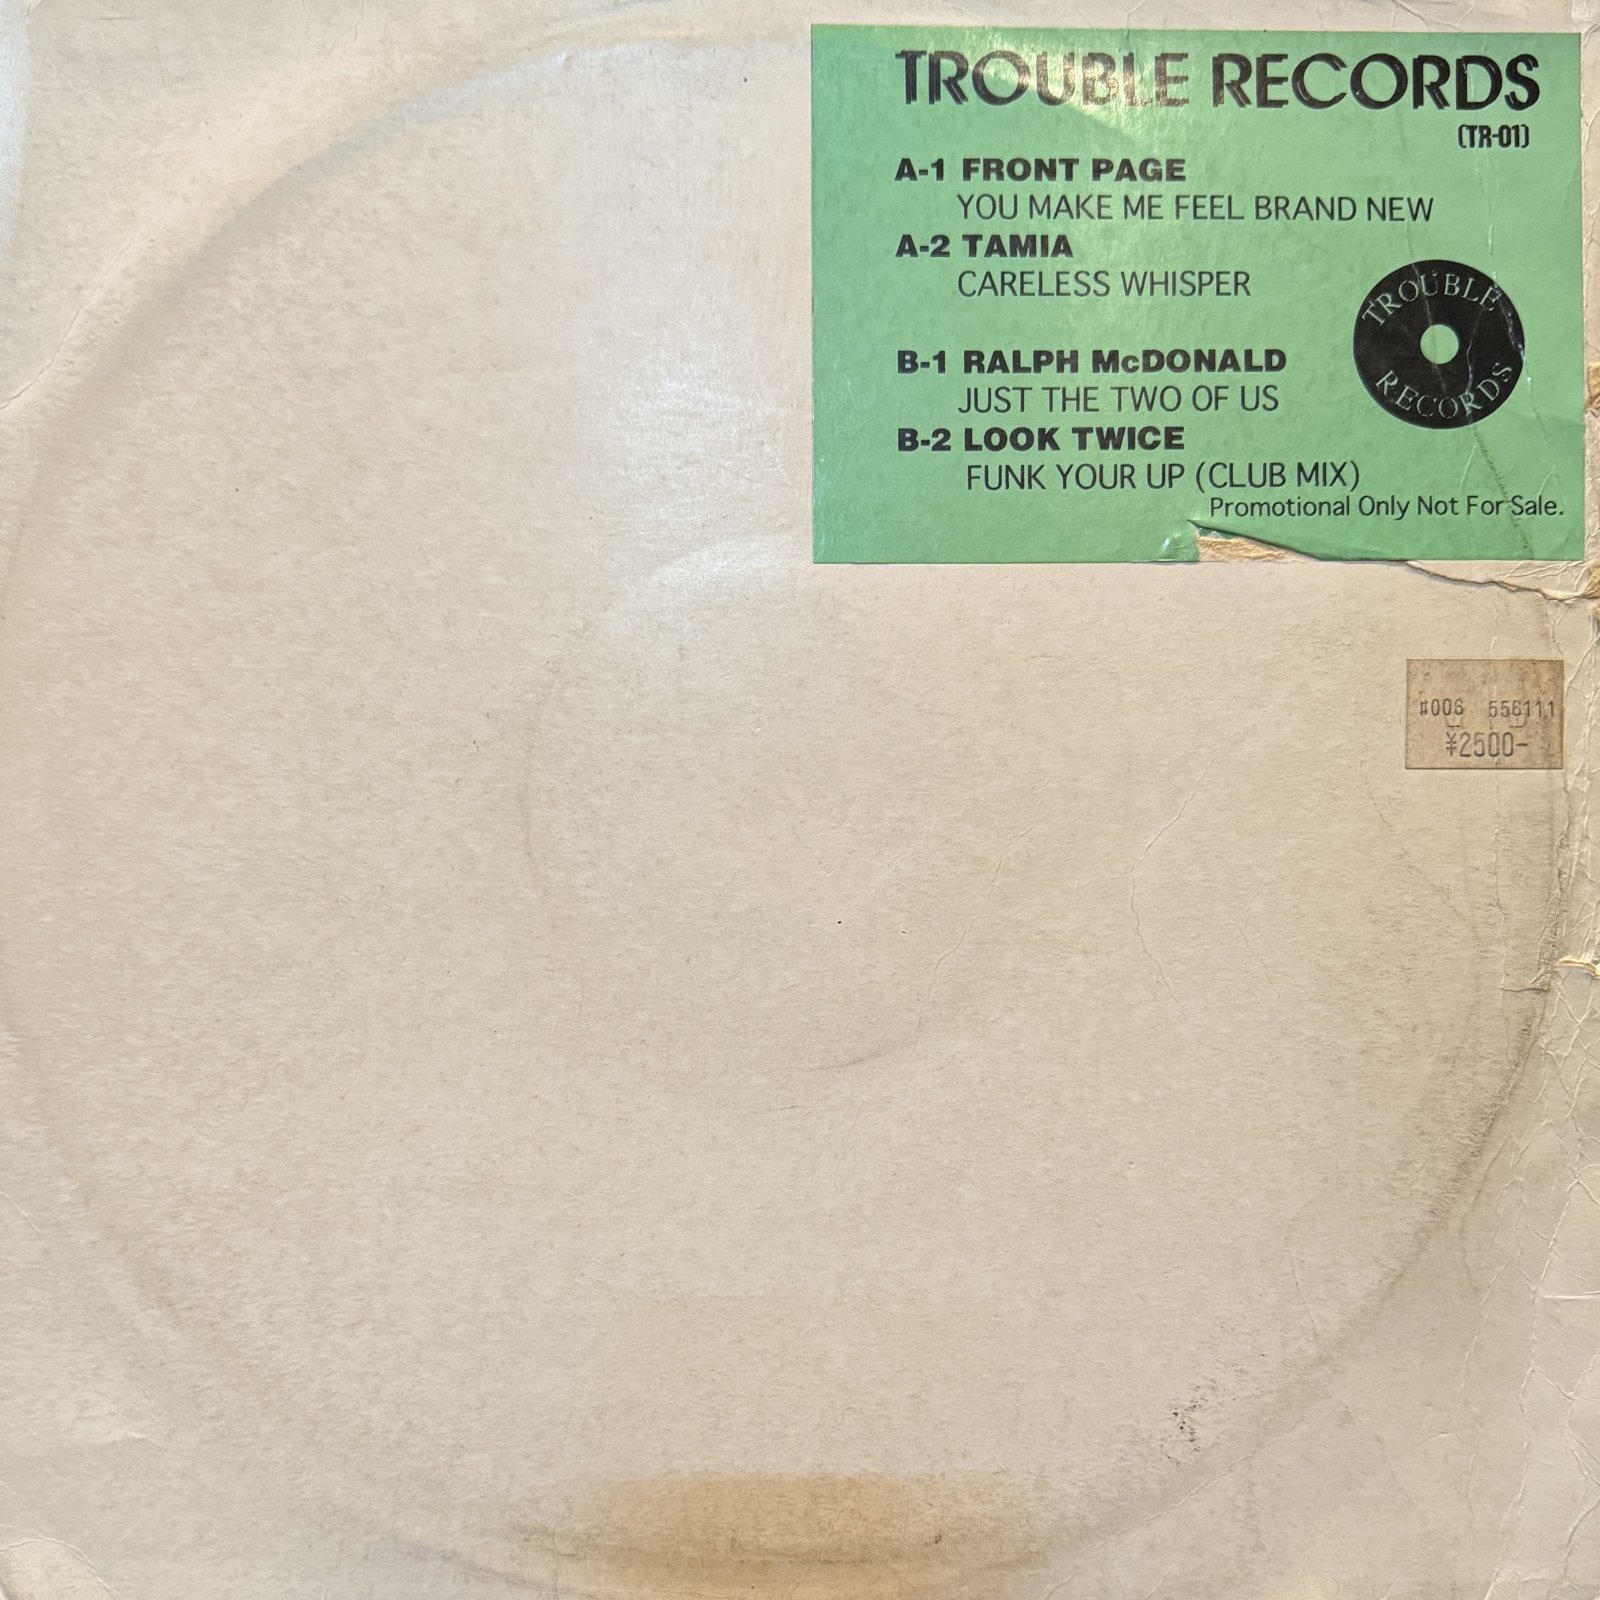 TROUBLE RECORDS
(TR-01)
A-1 FRONT PAGE
YOU MAKE ME FEEL BRAND NEW
A-2 TAMIA
CARELESS WHISPER
TROUBLE
RECORDS
B-1 RALPH McDONALD
JUST THE TWO OF US
B-2 LOOK TWICE
FUNK YOUR UP (CLUB MIX)
Promotional Only Not For Sale.
#006 556111
¥2500-